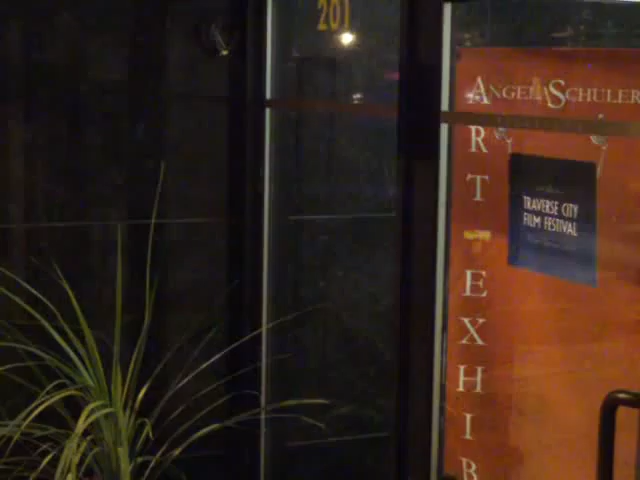 201
ANGELA SCHULER
ART EXHIB
TRAVERSE CITY
FILM FESTIVAL